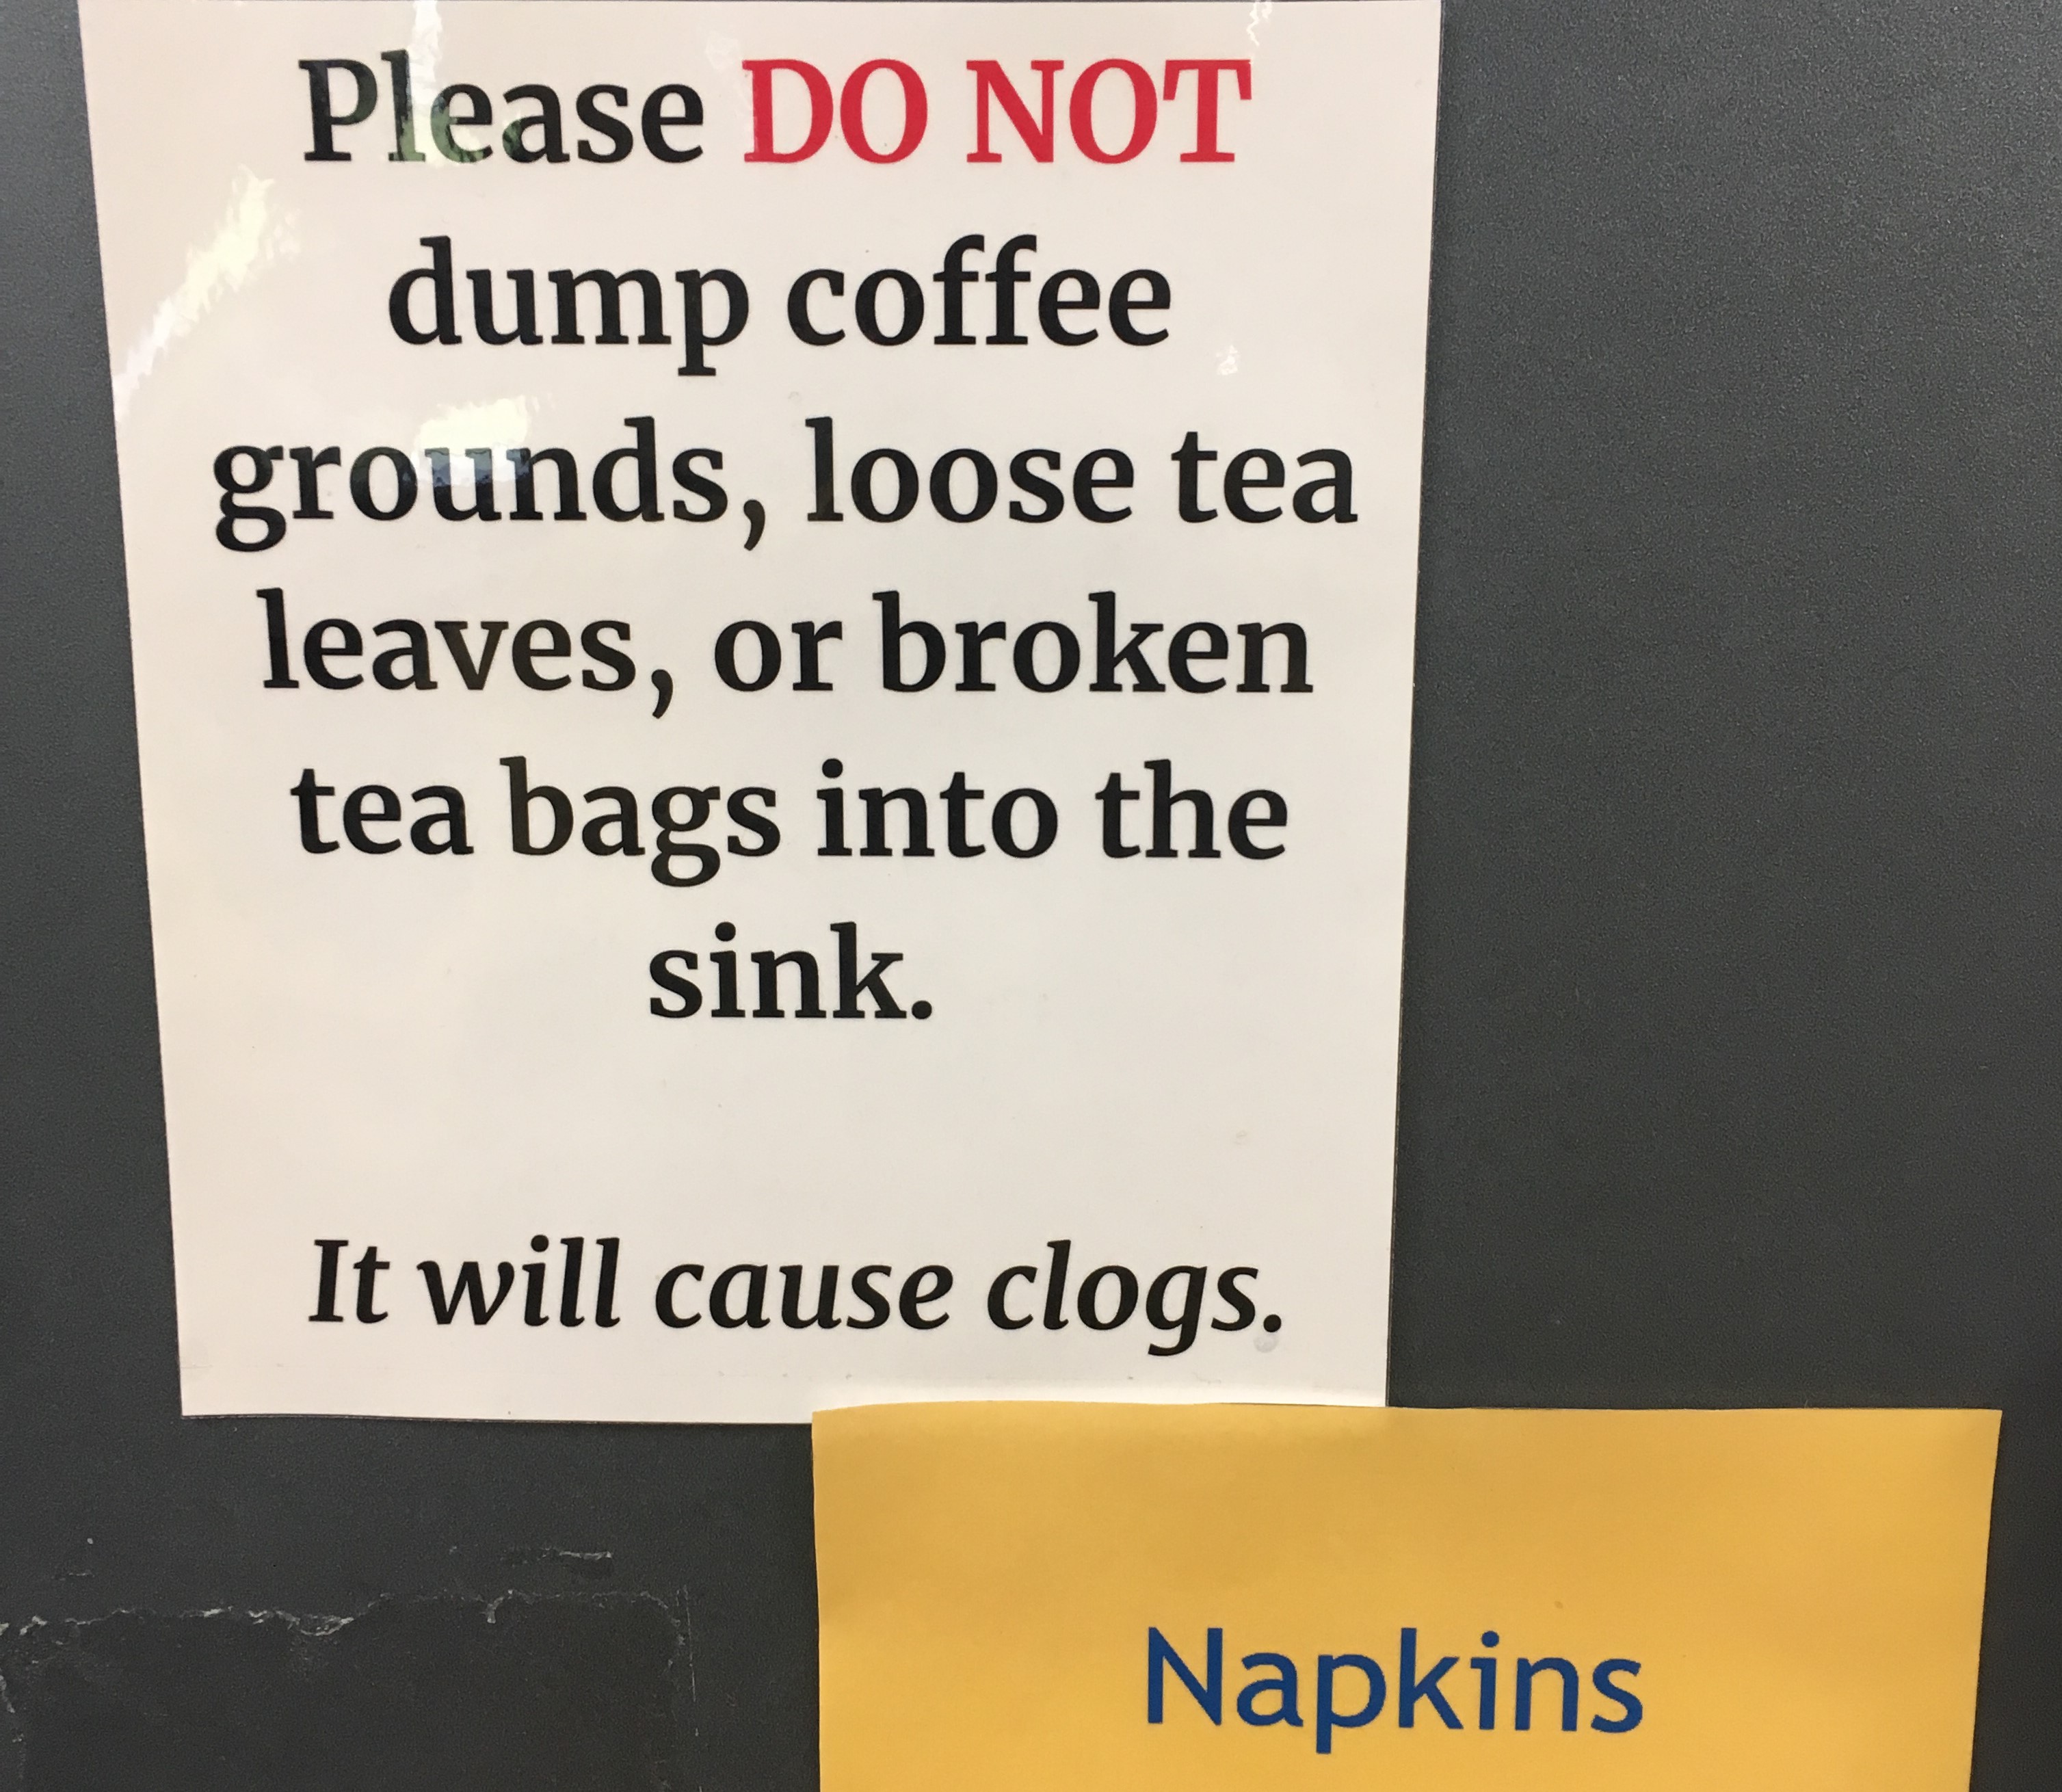 Please DO NOT
dump coffee
grounds, loose tea
leaves, or broken
tea bags into the
sink.
It will cause clogs.
Napkins